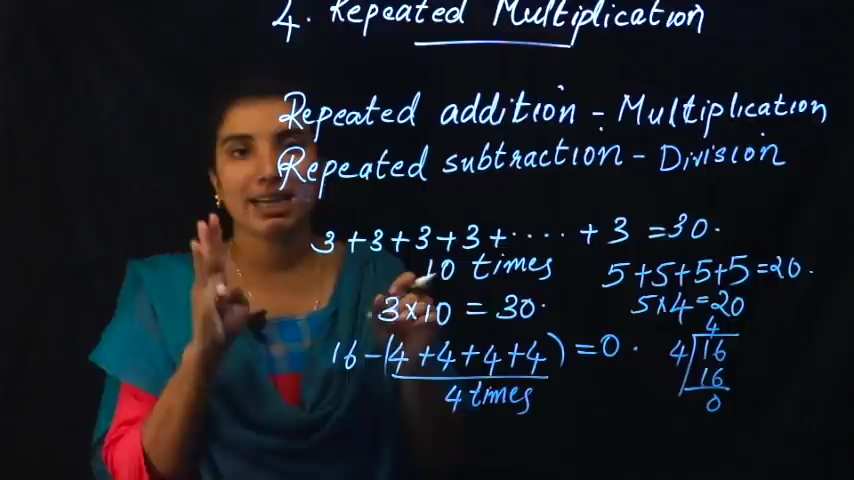 4. Repeated Multiplication
Repeated addition - Multiplication
Repeated subtraction - Division
3+3+3+3+....+3=30.
10 times
5+5+5+5=20.
3×10=30.
5×4=20
16-(4+4+4+4)=0.
4 times
4
4 16
16
0